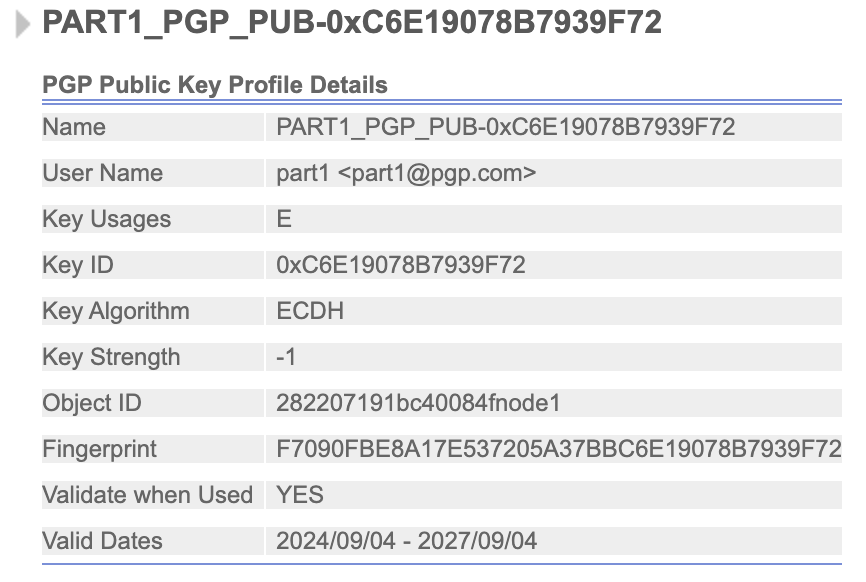 PART1_PGP_PUB-0xC6E19078B7939F72
PGP Public Key Profile Details
Name PART1_PGP_PUB-0xC6E19078B7939F72
User Name part1 <part1@pgp.com>
Key Usages E
Key ID 0xC6E19078B7939F72
Key Algorithm ECDH
Key Strength -1
Object ID 282207191bc40084fnode1
Fingerprint F7090FBE8A17E537205A37BBC6E19078B7939F72
Validate when Used YES
Valid Dates 2024/09/04 - 2027/09/04